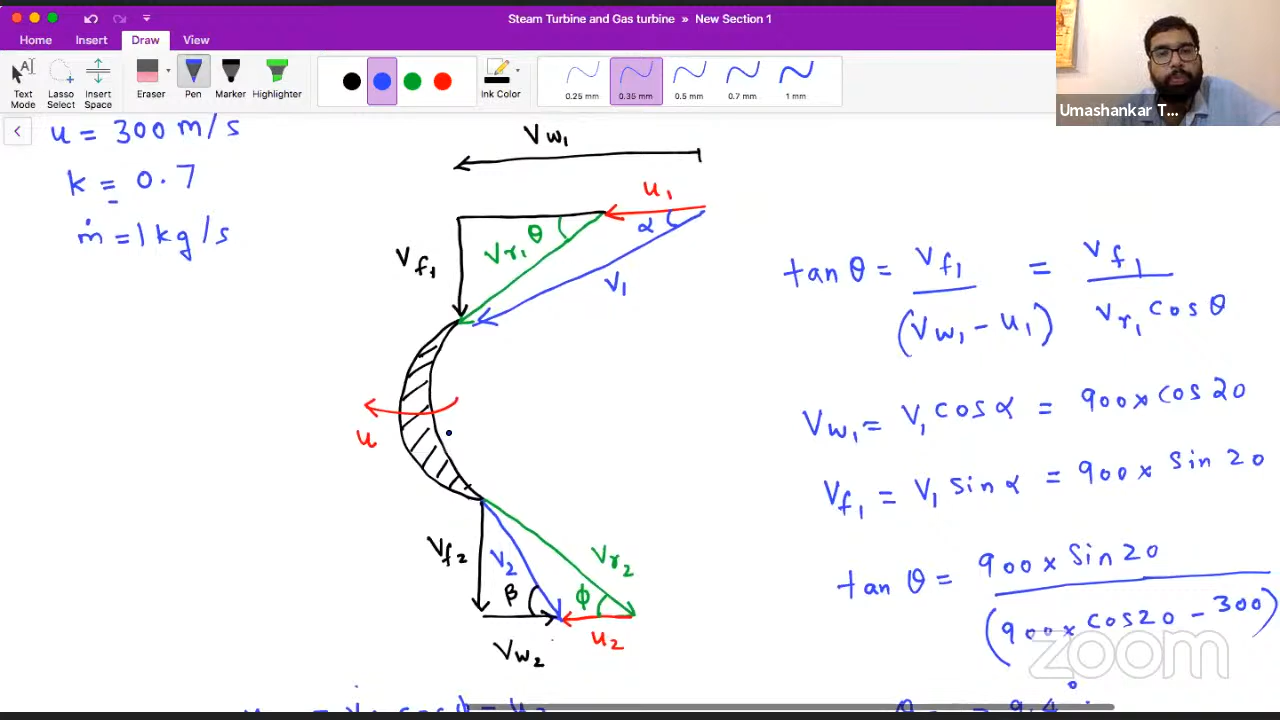 Steam Turbine and Gas turbine » New Section 1
Home Insert Draw View
Text Mode
Lasso Select
Insert Space
Eraser
Pen
Marker
Highlighter
Ink Color
0.25 mm
0.35 mm
0.5 mm
0.7 mm
1 mm
Umashankar T...
u = 300 m/s
k = 0.7
ṁ = 1 kg/s
Vw₁
u₁
α
θ
Vr₁
Vf₁
V₁
u
Vf₂
V₂
Vr₂
β
ϕ
u₂
Vw₂
tan θ = Vf₁ / (Vw₁ - u₁) = Vf₁ / Vr₁ cos θ
Vw₁ = V₁ cos α = 900 × cos 20
Vf₁ = V₁ sin α = 900 × sin 20
tan θ = 900 × sin 20 / (900 × cos 20 - 300)
zoom